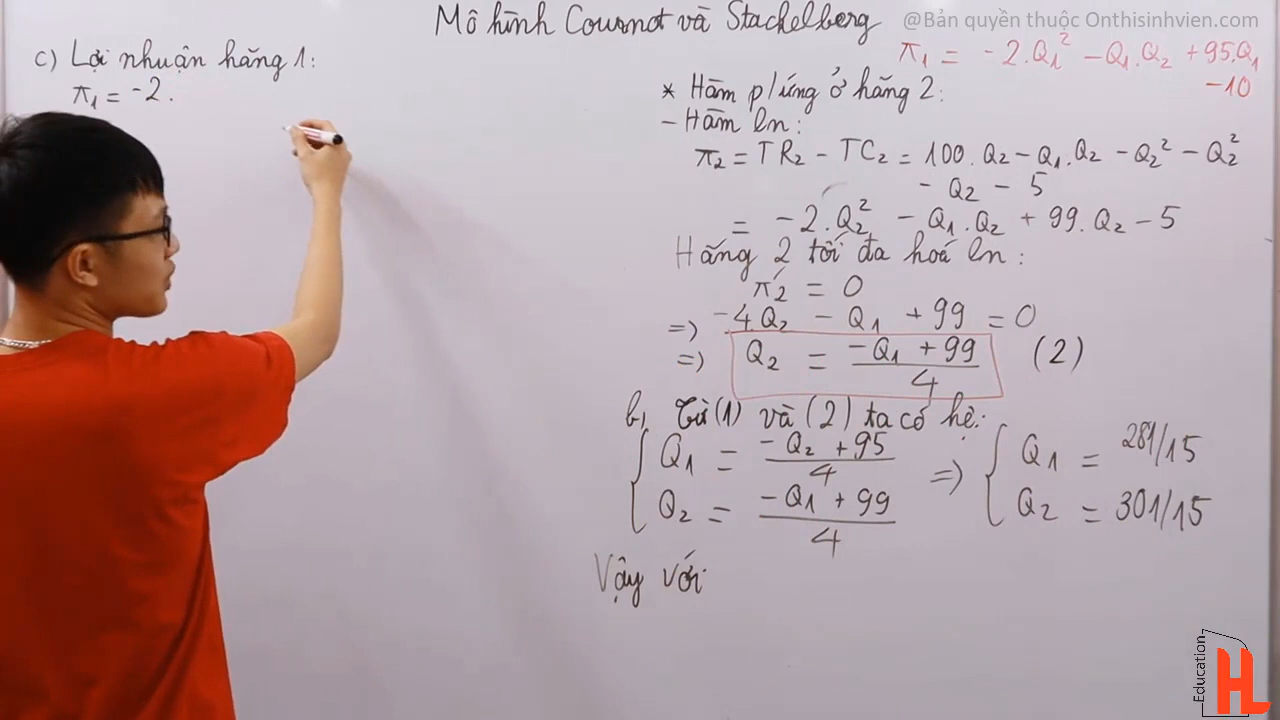 Mô hình Cournot và Stackelberg
@Bản quyền thuộc Onthisinhvien.com
π₁ = -2.Q₁² - Q₁.Q₂ + 95.Q₁
-10
c) Lợi nhuận hãng 1:
π₁ = -2.
* Hàm p/ứng ở hãng 2:
- Hàm ln:
π₂ = TR₂ - TC₂ = 100.Q₂ - Q₁.Q₂ - Q₂² - Q₂²
- Q₂ - 5
= -2.Q₂² - Q₁.Q₂ + 99.Q₂ - 5
Hãng 2 tối đa hoá ln:
π₂' = 0
=> -4Q₂ - Q₁ + 99 = 0
=> Q₂ = (-Q₁ + 99)/4 (2)
b, Từ (1) và (2) ta có hệ:
{ Q₁ = (-Q₂ + 95)/4 => { Q₁ = 281/15
Q₂ = (-Q₁ + 99)/4 Q₂ = 301/15
Vậy với
Education
HL